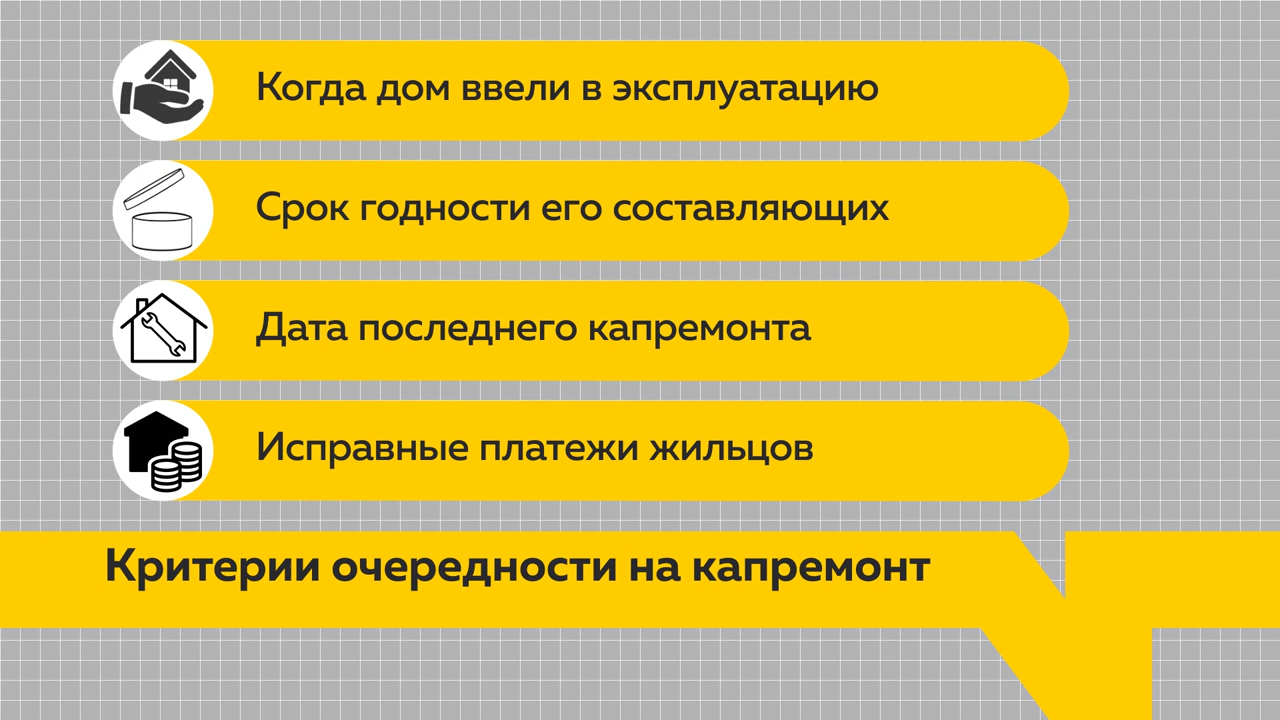 Когда дом ввели в эксплуатацию
Срок годности его составляющих
Дата последнего капремонта
Исправные платежи жильцов
Критерии очередности на капремонт